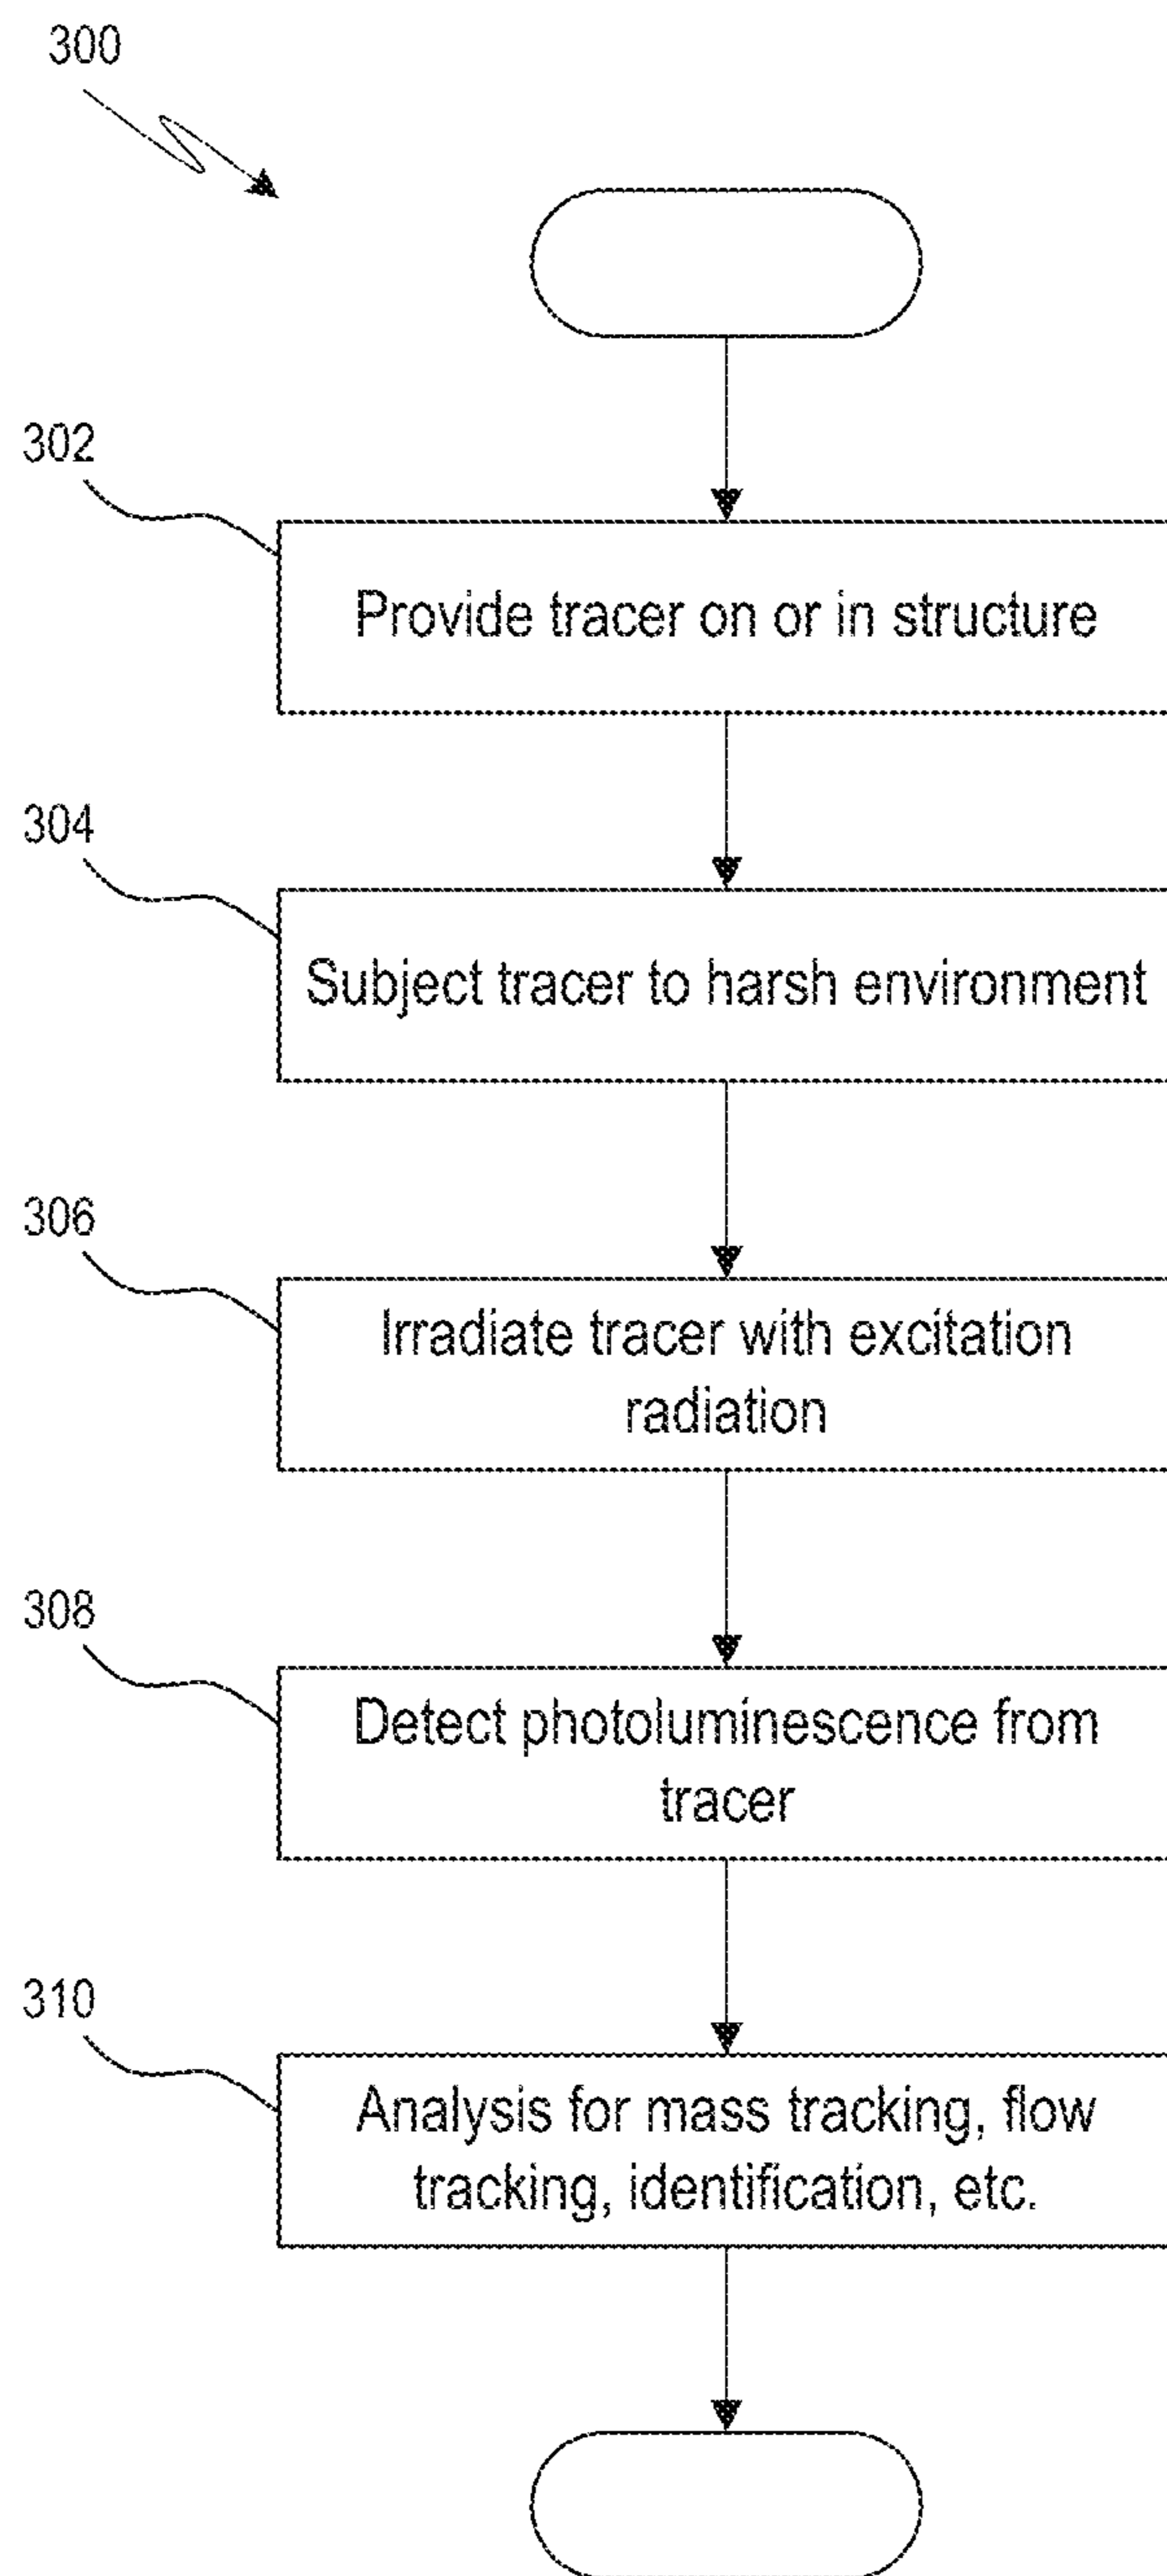 300
302
Provide tracer on or in structure
304
Subject tracer to harsh environment
306
Irradiate tracer with excitation
radiation
308
Detect photoluminescence from
tracer
310
Analysis for mass tracking, flow
tracking, identification, etc.